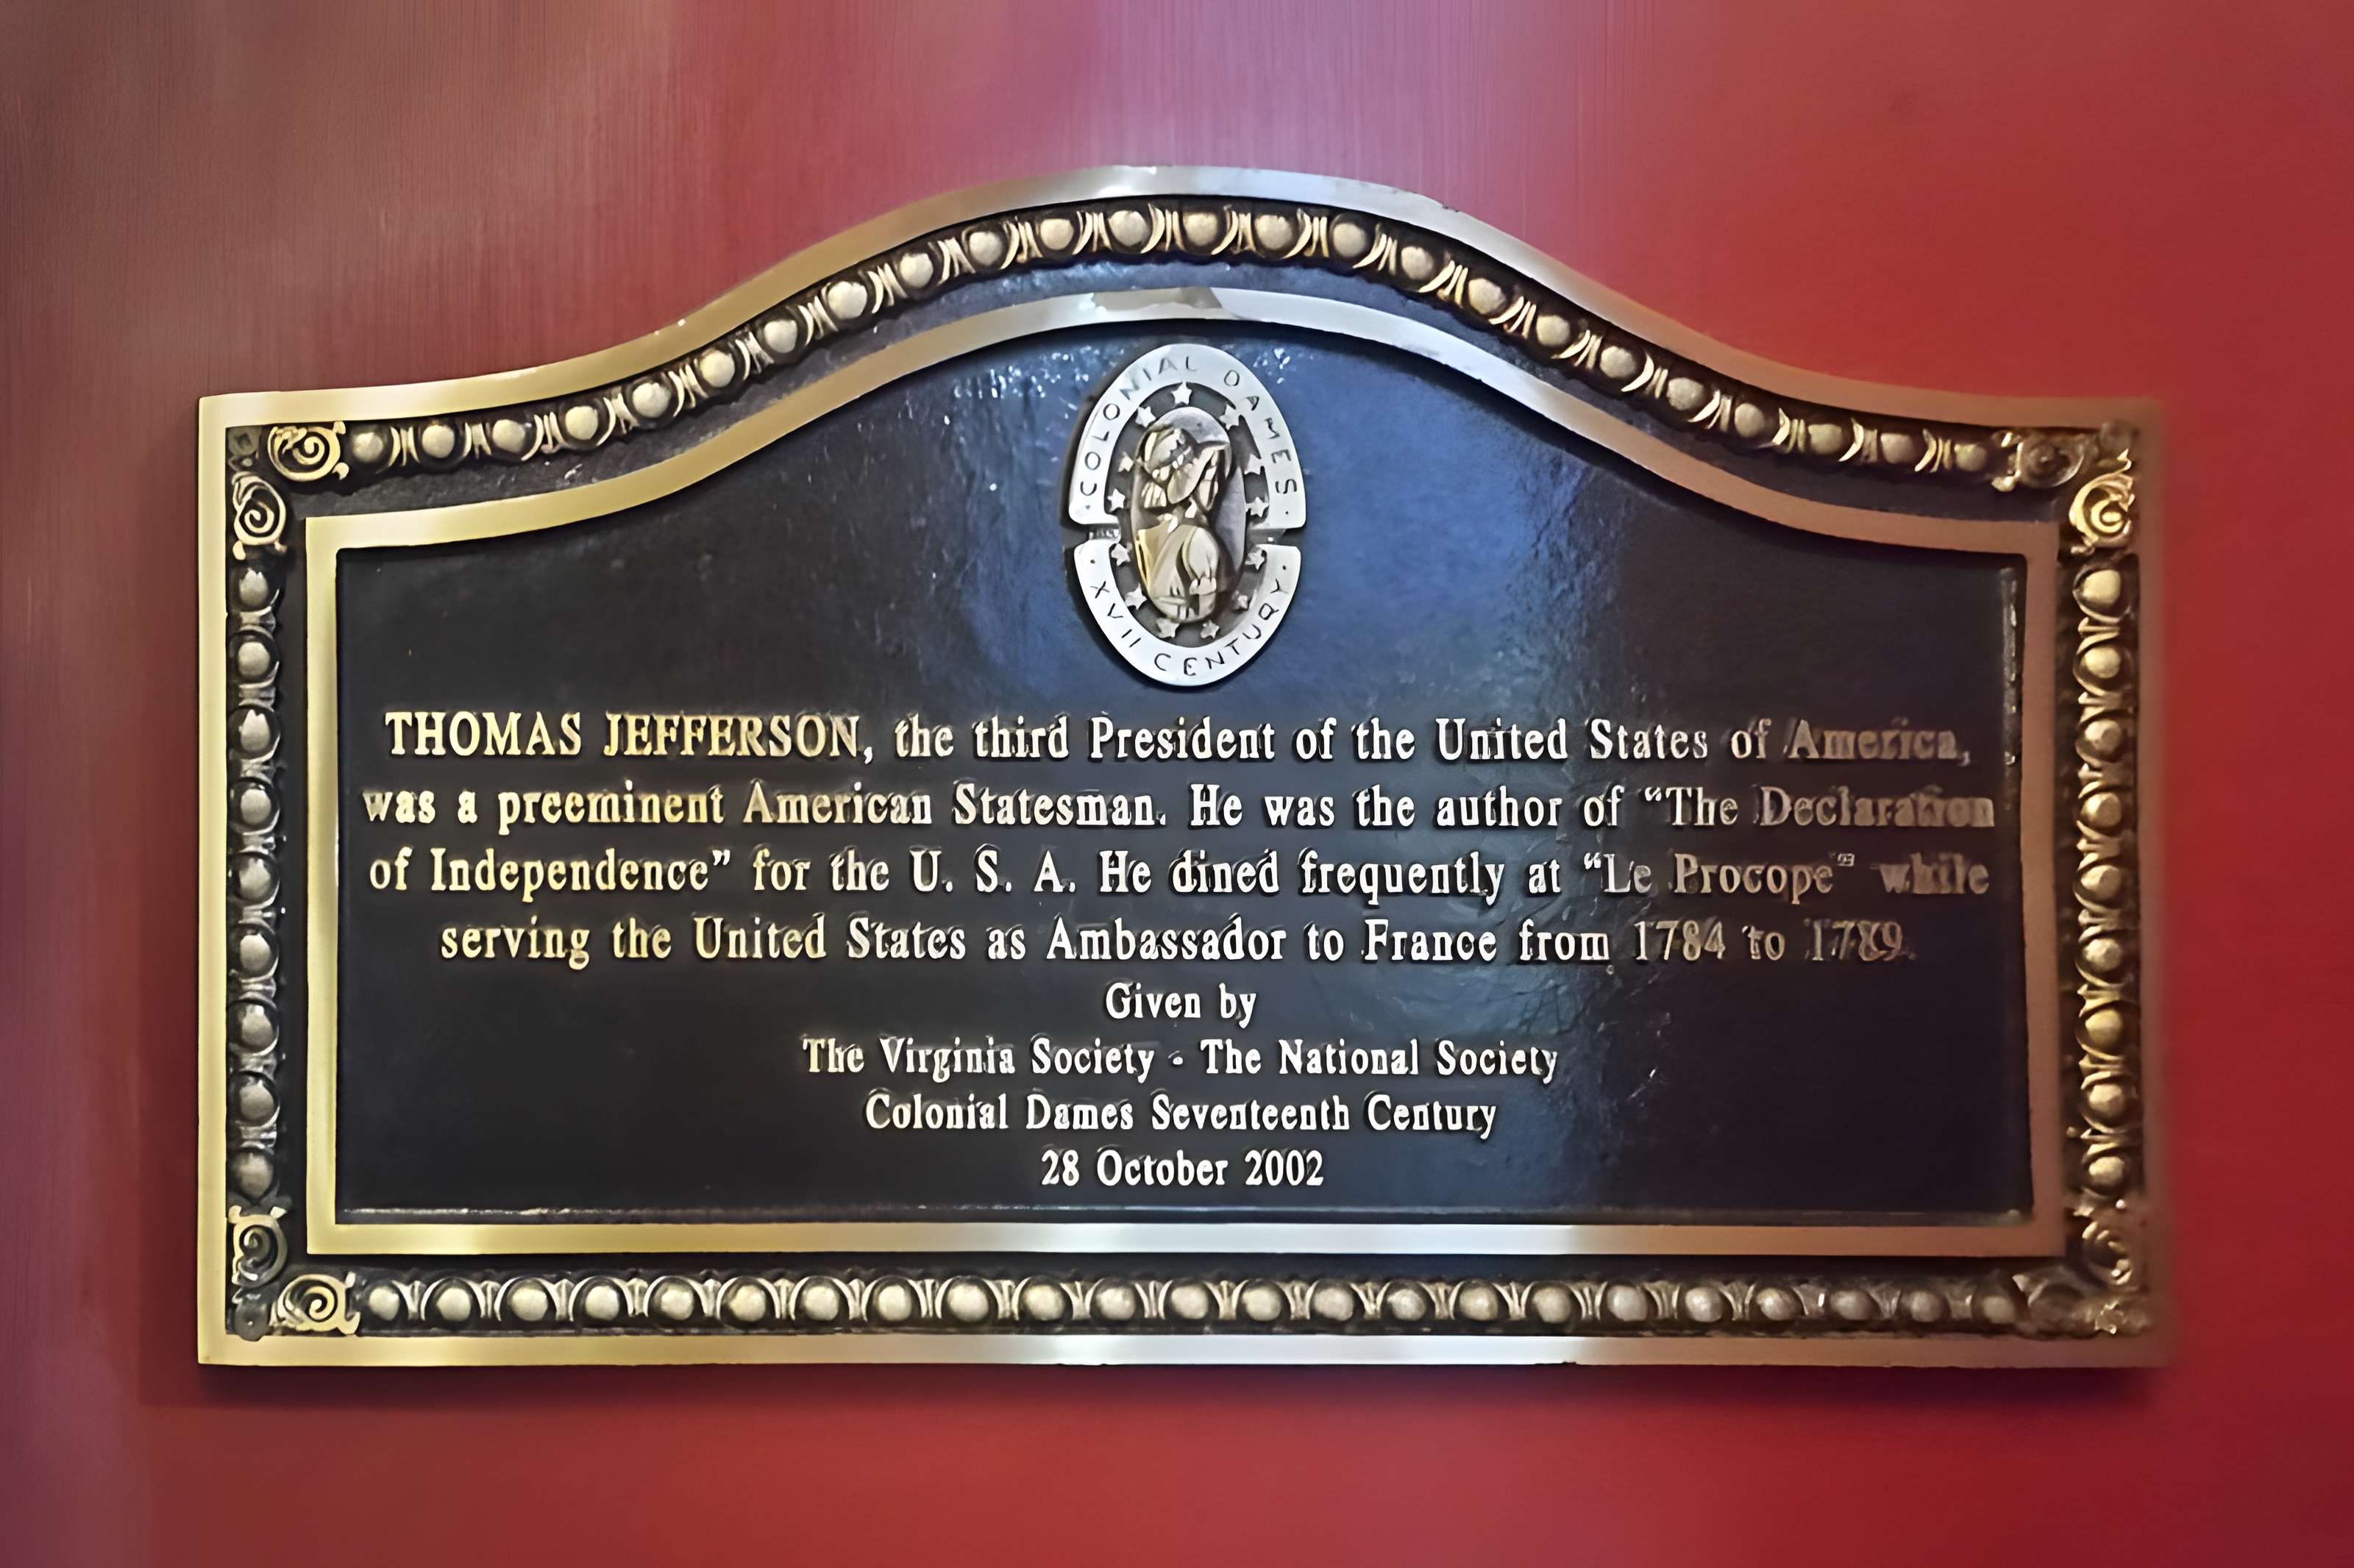 COLONIAL DAMES
XVII CENTURY
THOMAS JEFFERSON, the third President of the United States of America,
was a preeminent American Statesman. He was the author of “The Declaration
of Independence” for the U. S. A. He dined frequently at “Le Procope” while
serving the United States as Ambassador to France from 1784 to 1789.
Given by
The Virginia Society - The National Society
Colonial Dames Seventeenth Century
28 October 2002